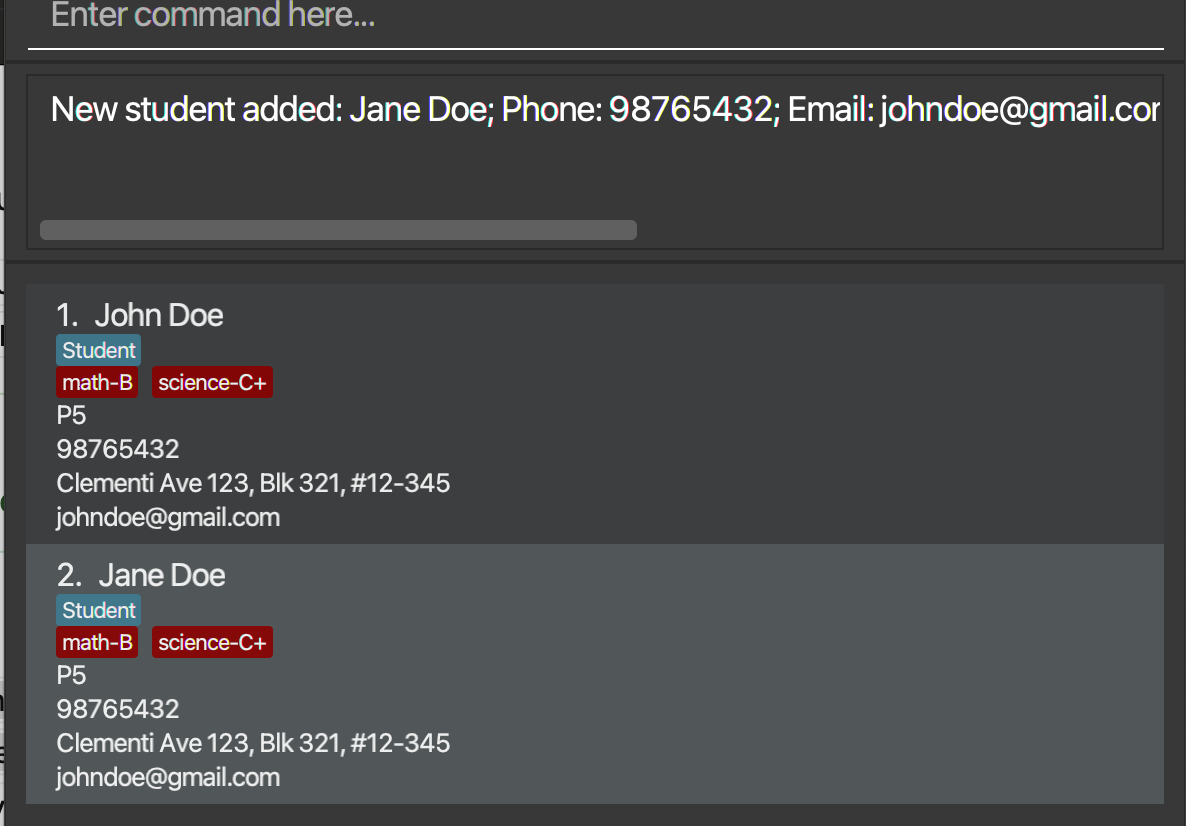 Enter command here...
New student added: Jane Doe; Phone: 98765432; Email: johndoe@gmail.cor
1. John Doe
Student
math-B science-C+
P5
98765432
Clementi Ave 123, Blk 321, #12-345
johndoe@gmail.com
2. Jane Doe
Student
math-B science-C+
P5
98765432
Clementi Ave 123, Blk 321, #12-345
johndoe@gmail.com